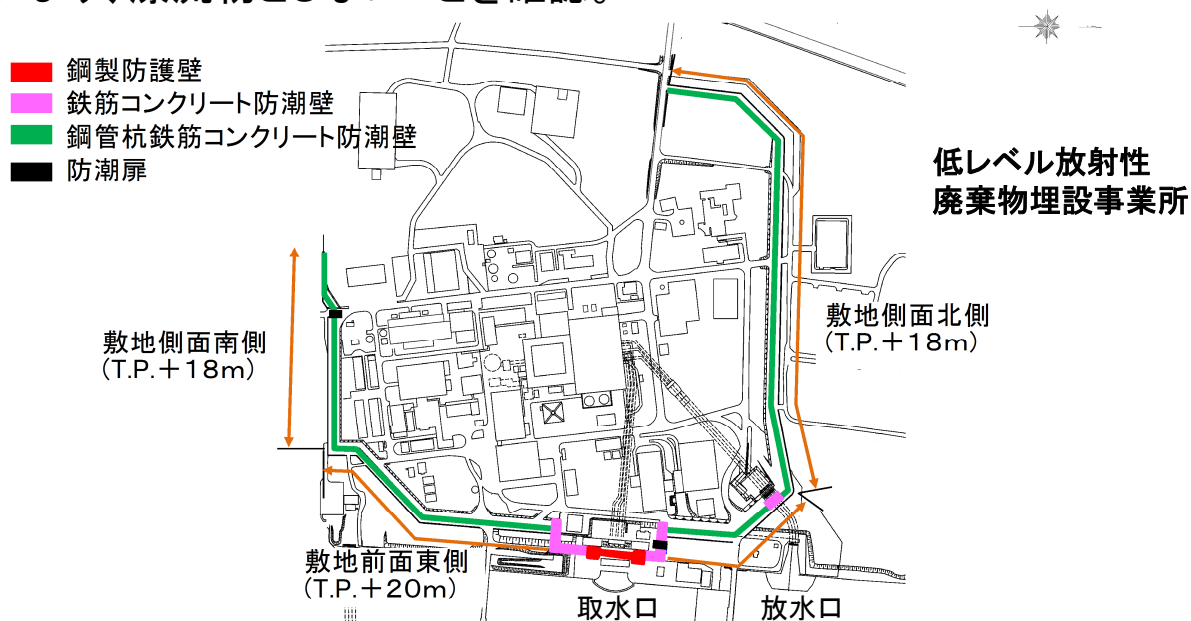 鋼製防護壁
鉄筋コンクリート防潮壁
鋼管杭鉄筋コンクリート防潮壁
防潮扉
低レベル放射性
廃棄物埋設事業所
敷地側面南側
(T.P.+18m)
敷地側面北側
(T.P.+18m)
敷地前面東側
(T.P.+20m)
取水口
放水口